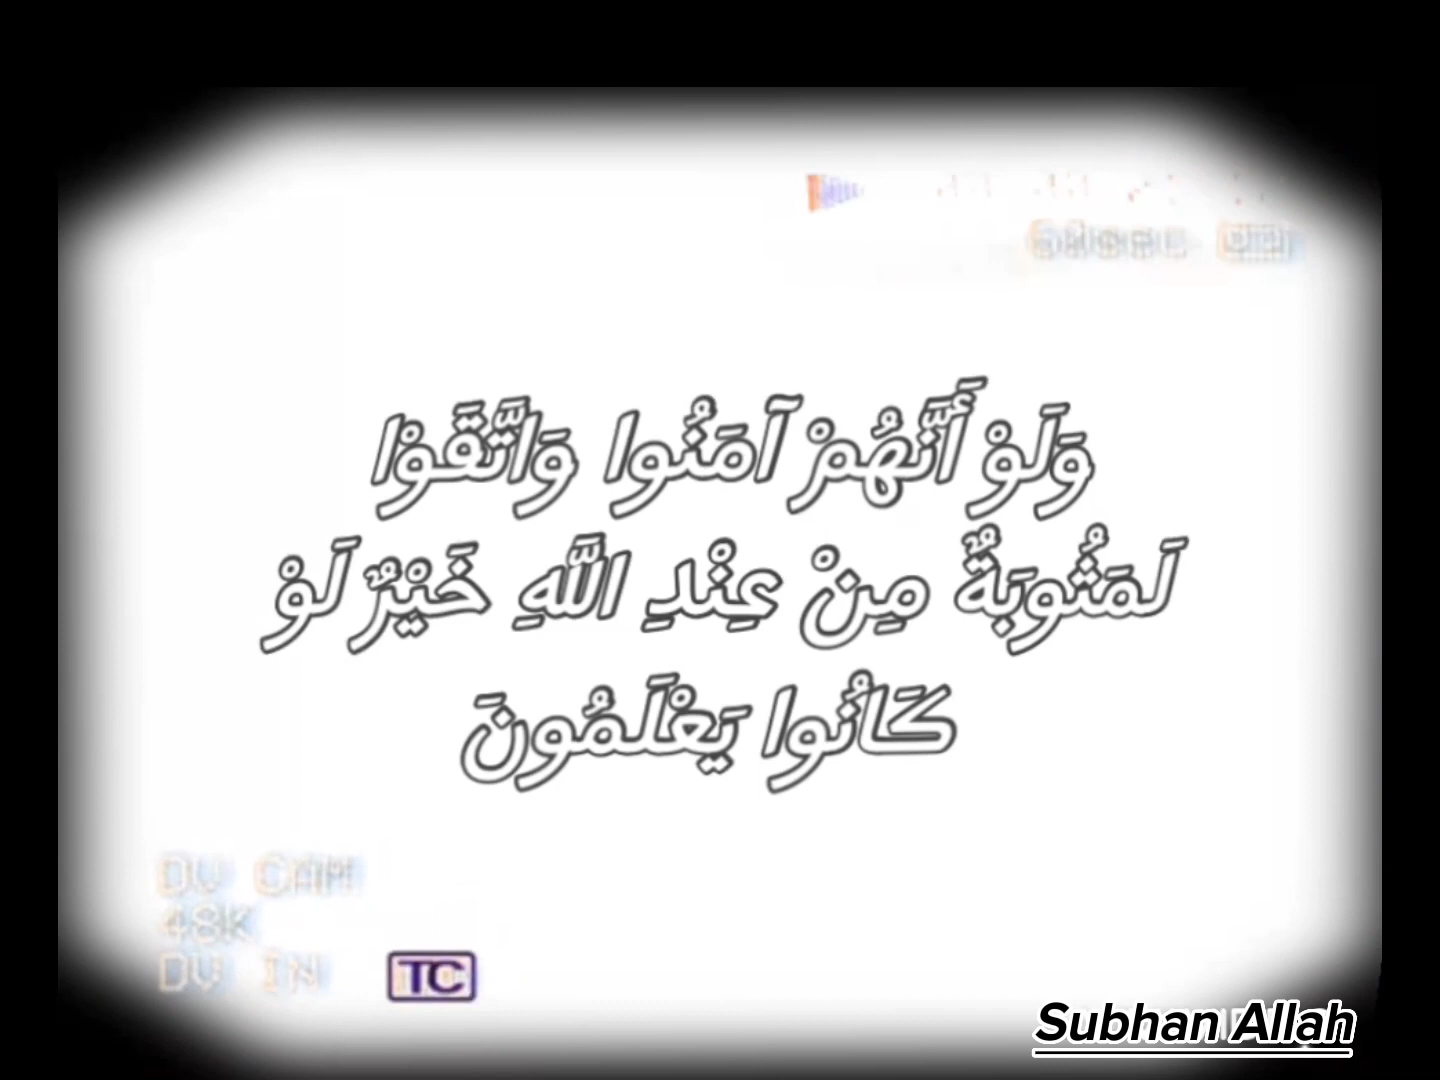 وَلَوْ أَنَّهُمْ آمَنُوا وَاتَّقَوْا
لَمَثُوبَةٌ مِنْ عِنْدِ اللَّهِ خَيْرٌ لَوْ
كَانُوا يَعْلَمُونَ
DV CAM
48K
DV IN TC
Subhan Allah